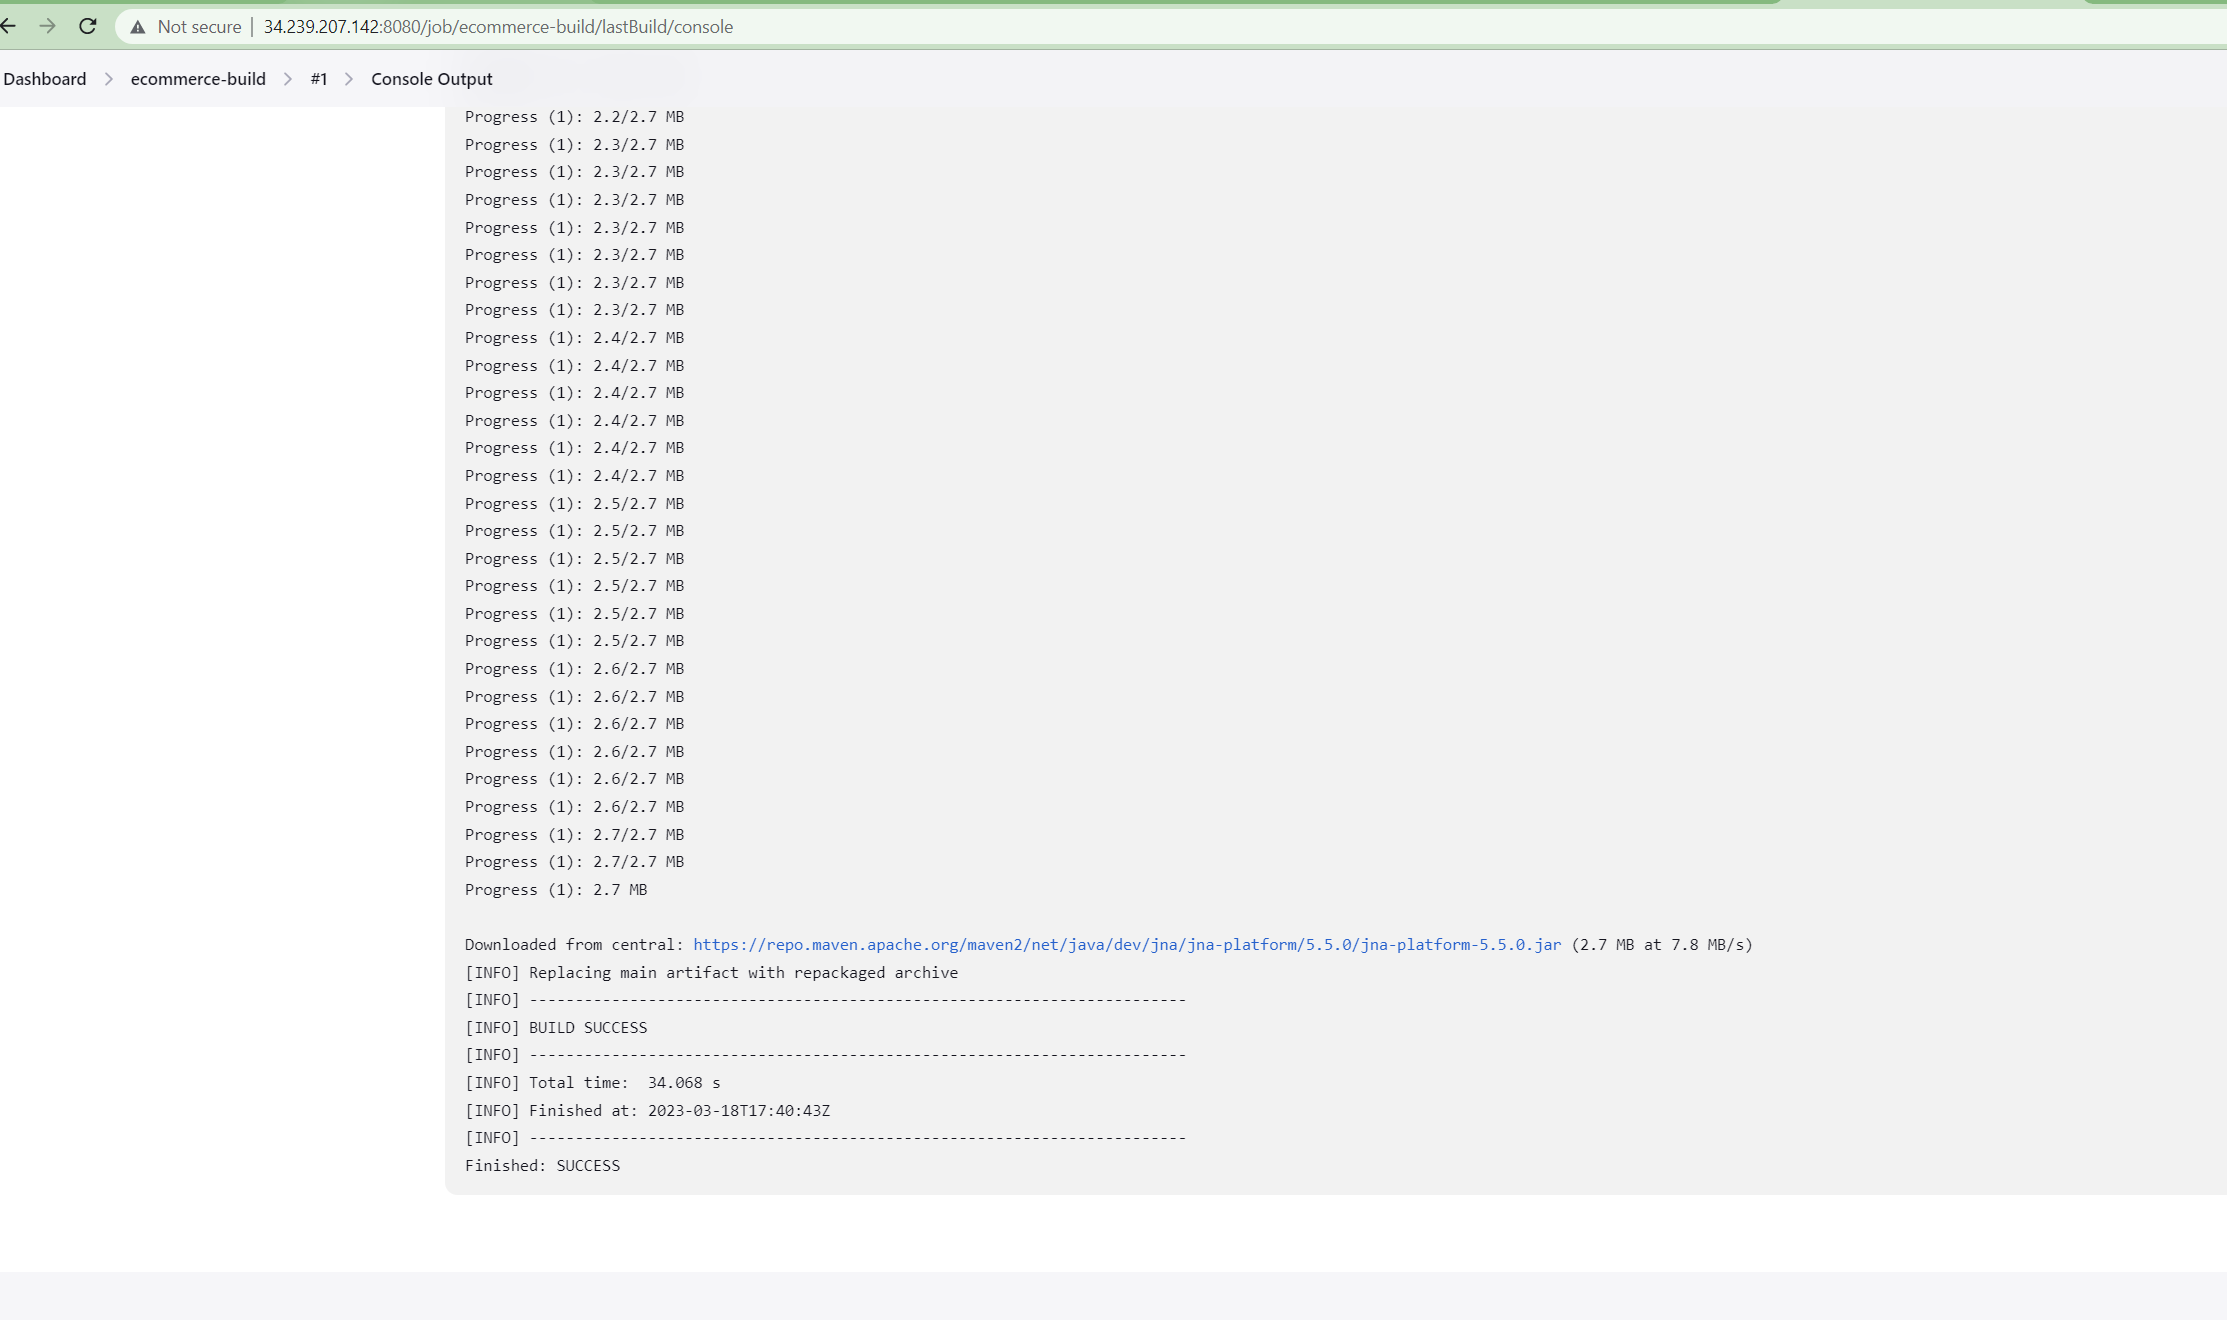 Not secure | 34.239.207.142:8080/job/ecommerce-build/lastBuild/console
Dashboard > ecommerce-build > #1 > Console Output
Progress (1): 2.2/2.7 MB
Progress (1): 2.3/2.7 MB
Progress (1): 2.3/2.7 MB
Progress (1): 2.3/2.7 MB
Progress (1): 2.3/2.7 MB
Progress (1): 2.3/2.7 MB
Progress (1): 2.3/2.7 MB
Progress (1): 2.3/2.7 MB
Progress (1): 2.4/2.7 MB
Progress (1): 2.4/2.7 MB
Progress (1): 2.4/2.7 MB
Progress (1): 2.4/2.7 MB
Progress (1): 2.4/2.7 MB
Progress (1): 2.4/2.7 MB
Progress (1): 2.5/2.7 MB
Progress (1): 2.5/2.7 MB
Progress (1): 2.5/2.7 MB
Progress (1): 2.5/2.7 MB
Progress (1): 2.5/2.7 MB
Progress (1): 2.5/2.7 MB
Progress (1): 2.6/2.7 MB
Progress (1): 2.6/2.7 MB
Progress (1): 2.6/2.7 MB
Progress (1): 2.6/2.7 MB
Progress (1): 2.6/2.7 MB
Progress (1): 2.6/2.7 MB
Progress (1): 2.7/2.7 MB
Progress (1): 2.7/2.7 MB
Progress (1): 2.7 MB
Downloaded from central: https://repo.maven.apache.org/maven2/net/java/dev/jna/jna-platform/5.5.0/jna-platform-5.5.0.jar (2.7 MB at 7.8 MB/s)
[INFO] Replacing main artifact with repackaged archive
[INFO] ------------------------------------------------------------------------
[INFO] BUILD SUCCESS
[INFO] ------------------------------------------------------------------------
[INFO] Total time:  34.068 s
[INFO] Finished at: 2023-03-18T17:40:43Z
[INFO] ------------------------------------------------------------------------
Finished: SUCCESS